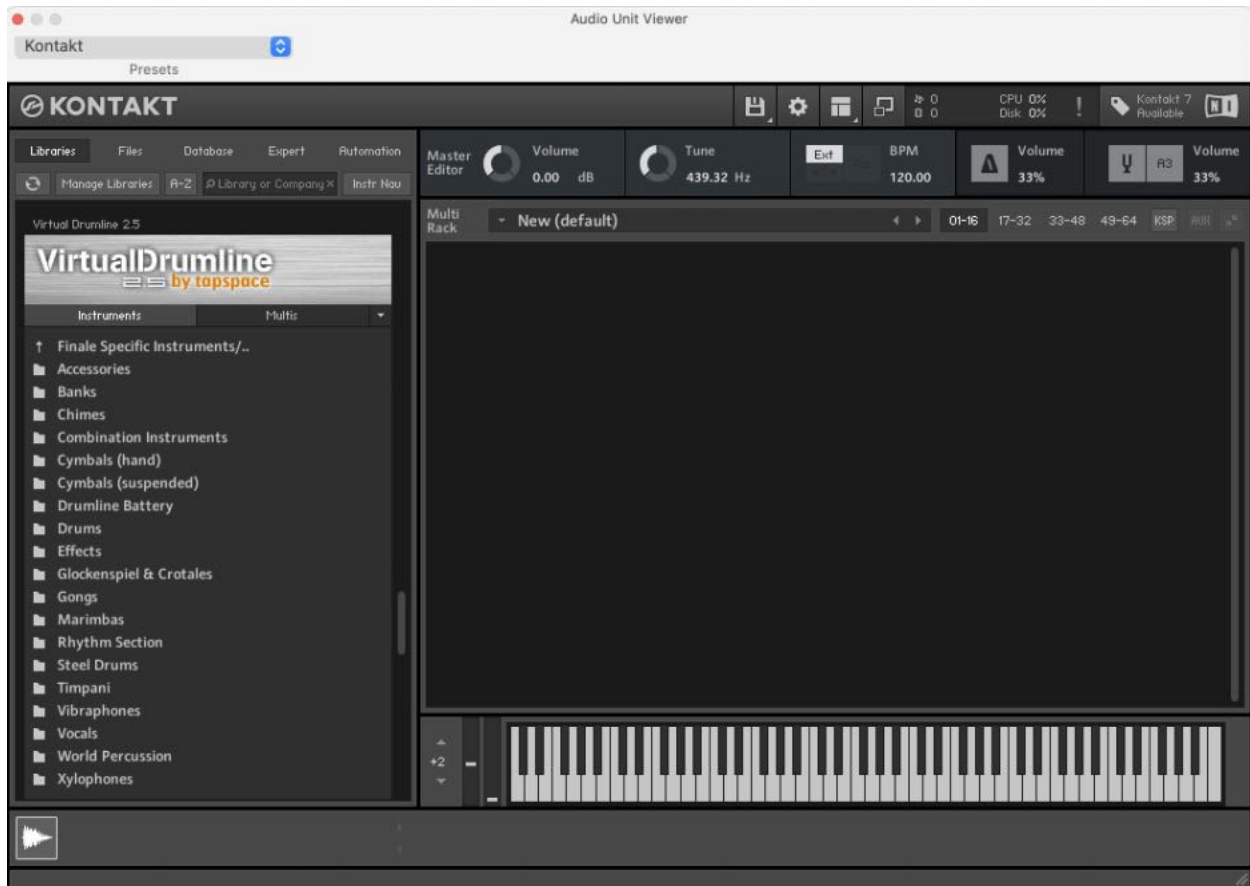 Audio Unit Viewer
Kontakt
Presets
KONTAKT
0
0
CPU 0%
Disk 0%
!
Kontakt 7
Available
NI
Libraries Files Database Expert Automation
Manage Libraries A-Z Library or Company × Instr Nav
Master
Editor
Volume
0.00 dB
Tune
439.32 Hz
Ext
BPM
120.00
Volume
33%
A3
Volume
33%
Multi
Rack
New (default)
01-16 17-32 33-48 49-64 KSP AUX
Virtual Drumline 2.5
VirtualDrumline
2.5 by tapspace
Instruments Multis
↑ Finale Specific Instruments/..
Accessories
Banks
Chimes
Combination Instruments
Cymbals (hand)
Cymbals (suspended)
Drumline Battery
Drums
Effects
Glockenspiel & Crotales
Gongs
Marimbas
Rhythm Section
Steel Drums
Timpani
Vibraphones
Vocals
World Percussion
Xylophones
+2